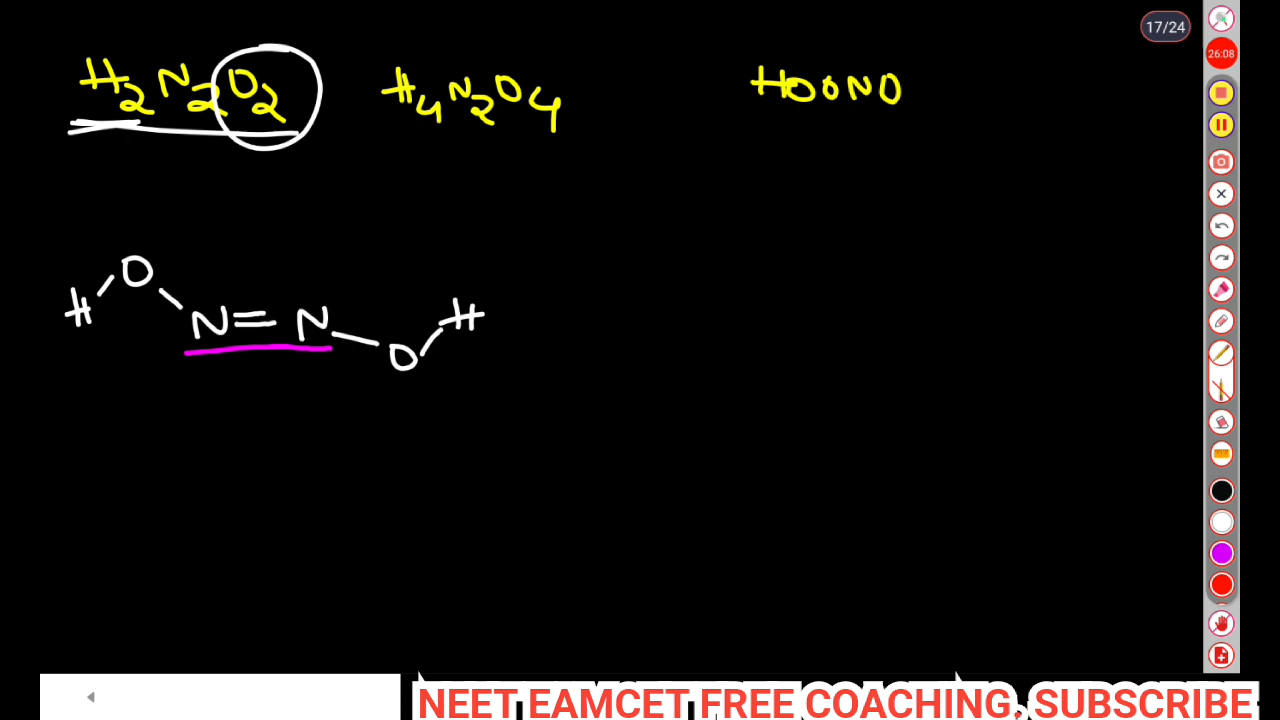 17/24
26:08
H2N2O2 H4N2O4 HOONO
H O N = N O H
NEET EAMCET FREE COACHING, SUBSCRIBE